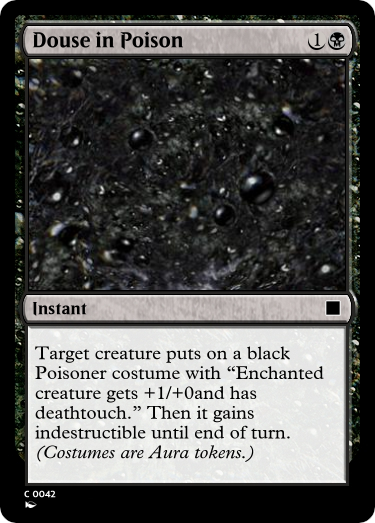 Douse in Poison
1
Instant
Target creature puts on a black
Poisoner costume with “Enchanted
creature gets +1/+0and has
deathtouch.” Then it gains
indestructible until end of turn.
(Costumes are Aura tokens.)
C 0042